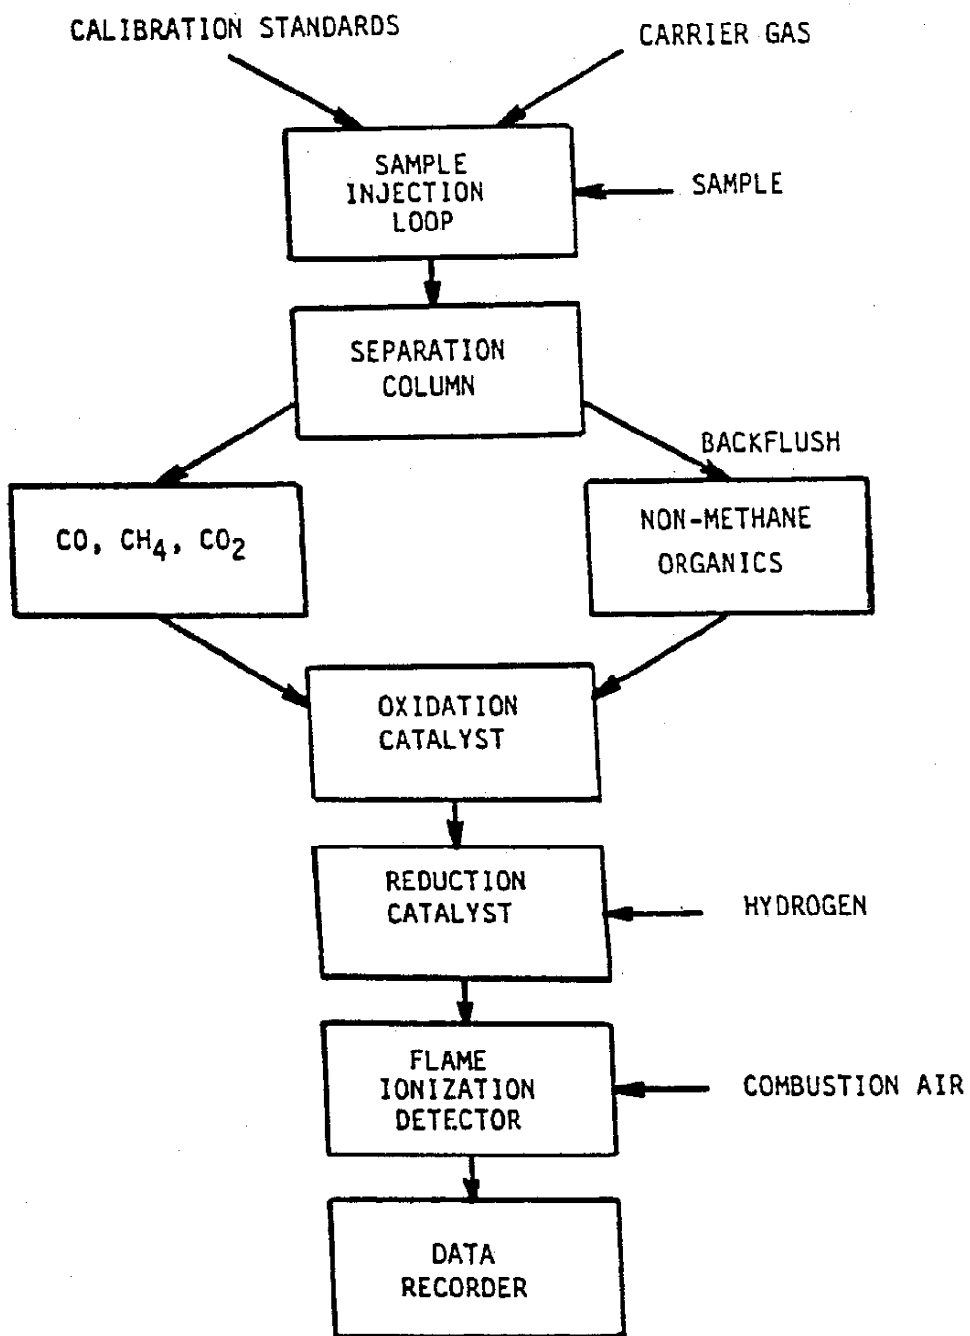 CALIBRATION STANDARDS
CARRIER GAS
SAMPLE
INJECTION
LOOP
SAMPLE
SEPARATION
COLUMN
BACKFLUSH
CO, CH4, CO2
NON-METHANE
ORGANICS
OXIDATION
CATALYST
REDUCTION
CATALYST
HYDROGEN
FLAME
IONIZATION
DETECTOR
COMBUSTION AIR
DATA
RECORDER